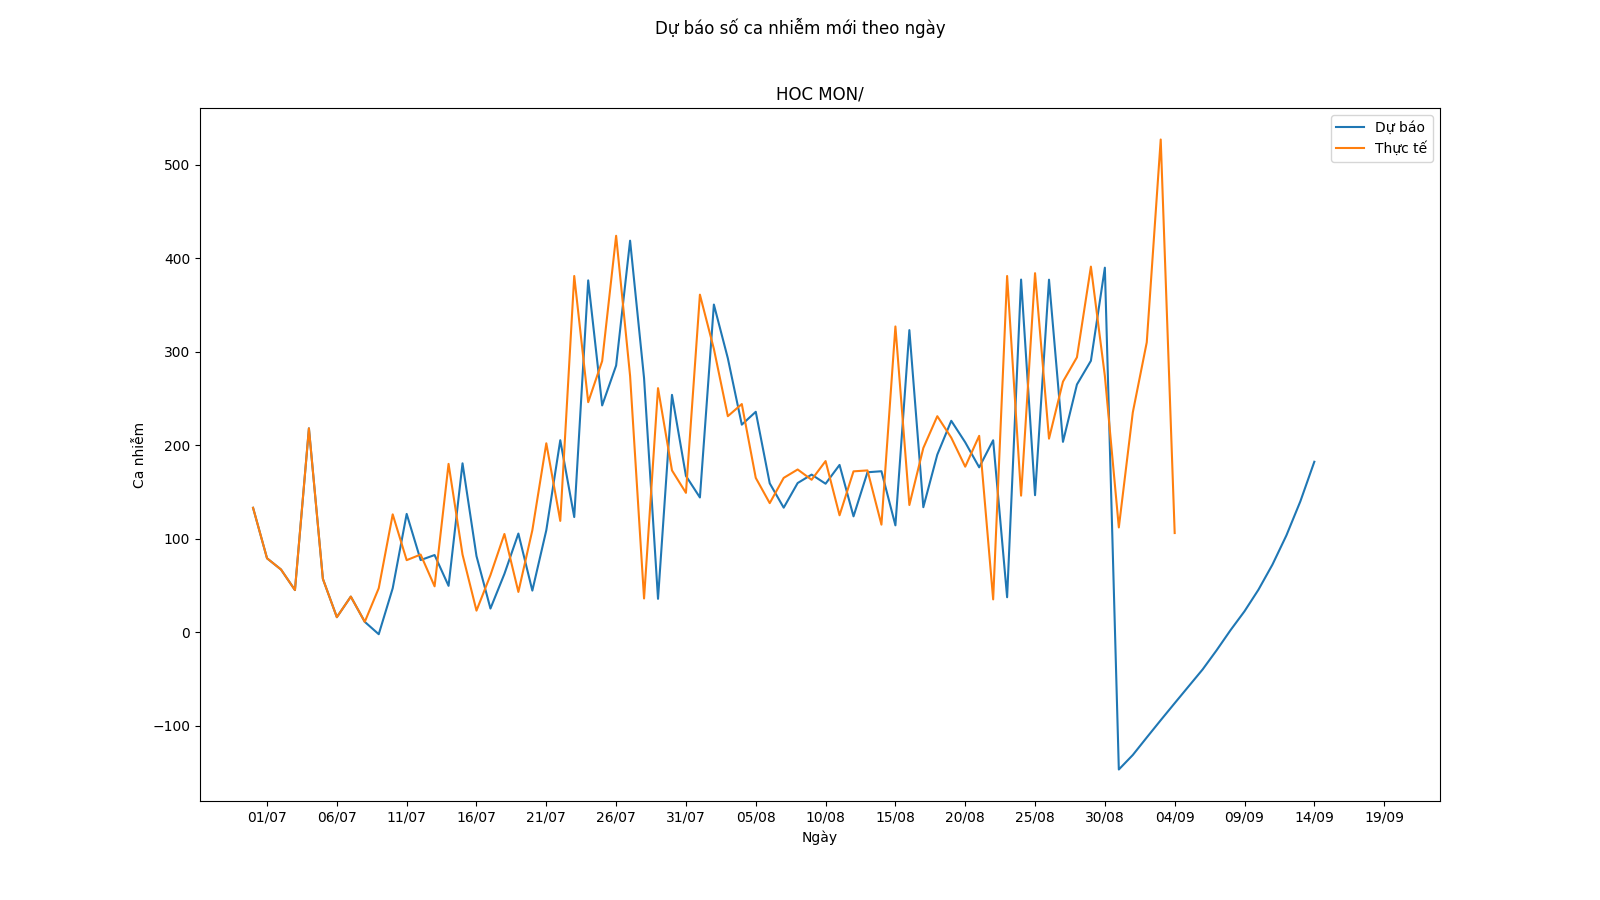 Dự báo số ca nhiễm mới theo ngày
HOC MON/
Dự báo
Thực tế
500
400
300
200
100
0
−100
Ca nhiễm
01/07 06/07 11/07 16/07 21/07 26/07 31/07 05/08 10/08 15/08 20/08 25/08 30/08 04/09 09/09 14/09 19/09
Ngày